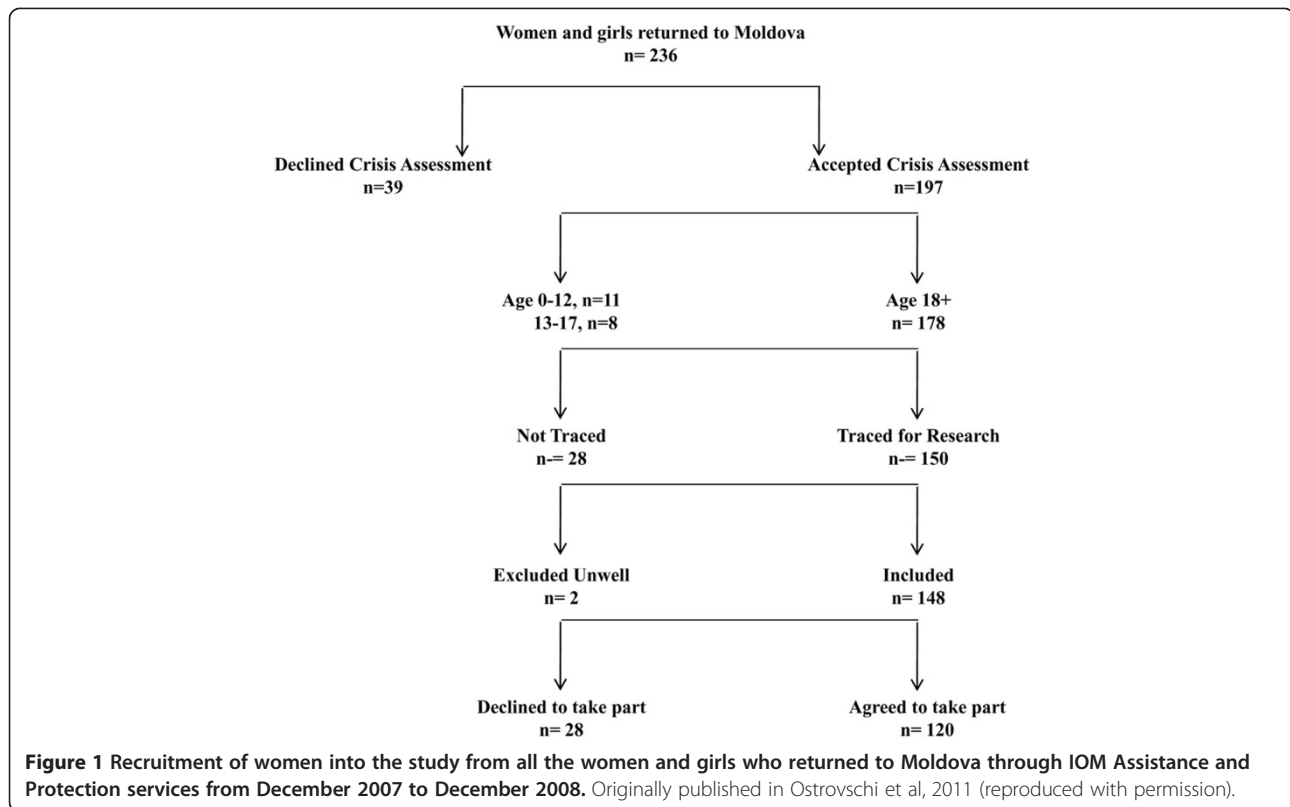 Women and girls returned to Moldova
n= 236
Declined Crisis Assessment
n=39
Accepted Crisis Assessment
n=197
Age 0-12, n=11
13-17, n=8
Age 18+
n= 178
Not Traced
n-= 28
Traced for Research
n-= 150
Excluded Unwell
n= 2
Included
n= 148
Declined to take part
n= 28
Agreed to take part
n= 120
Figure 1 Recruitment of women into the study from all the women and girls who returned to Moldova through IOM Assistance and
Protection services from December 2007 to December 2008. Originally published in Ostrovschi et al, 2011 (reproduced with permission).